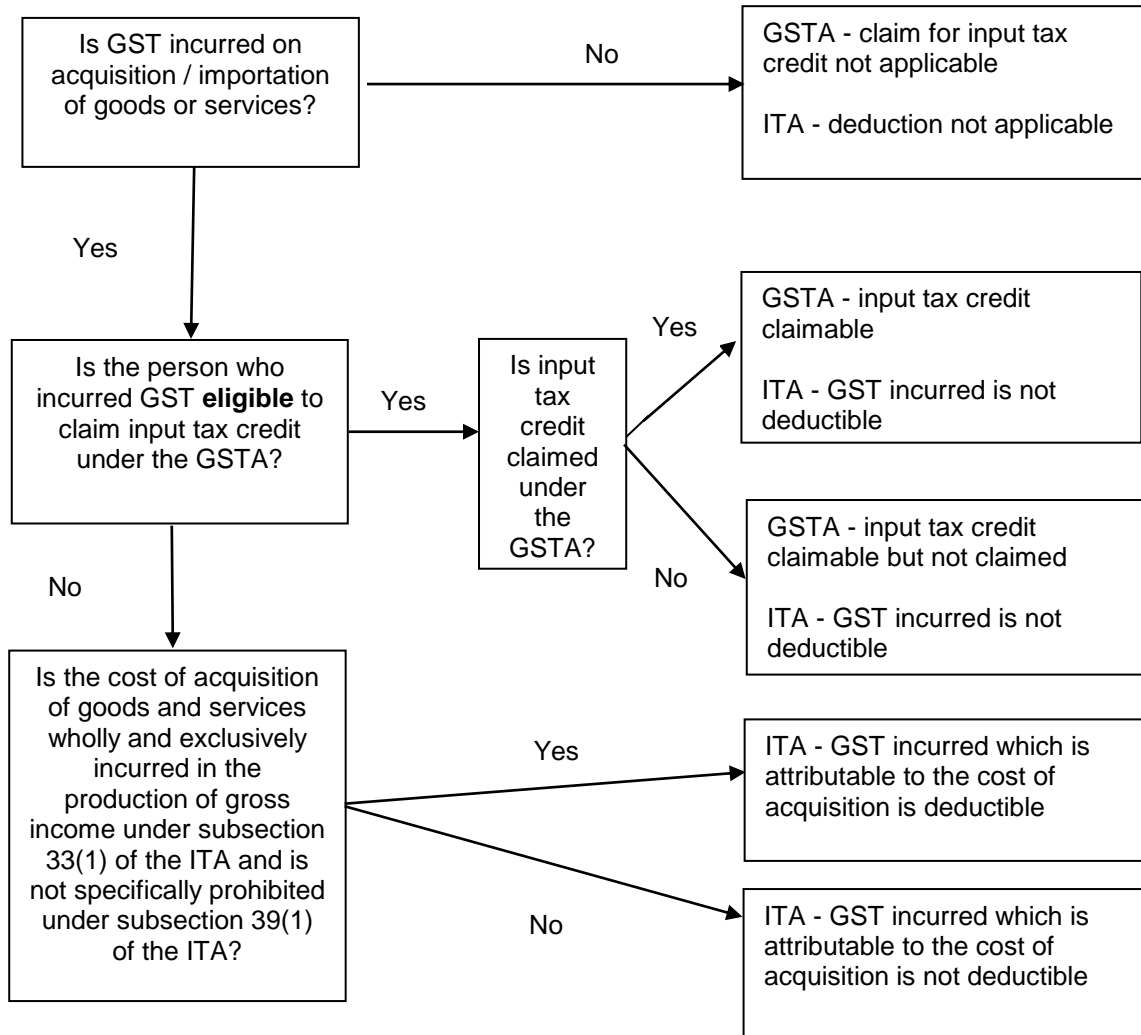 Is GST incurred on
acquisition / importation
of goods or services?
No
GSTA - claim for input tax
credit not applicable
ITA - deduction not applicable
Yes
Is the person who
incurred GST eligible to
claim input tax credit
under the GSTA?
Yes
Is input
tax
credit
claimed
under
the
GSTA?
Yes
GSTA - input tax credit
claimable
ITA - GST incurred is not
deductible
No
GSTA - input tax credit
claimable but not claimed
ITA - GST incurred is not
deductible
No
Is the cost of acquisition
of goods and services
wholly and exclusively
incurred in the
production of gross
income under subsection
33(1) of the ITA and is
not specifically prohibited
under subsection 39(1)
of the ITA?
Yes
ITA - GST incurred which is
attributable to the cost of
acquisition is deductible
No
ITA - GST incurred which is
attributable to the cost of
acquisition is not deductible